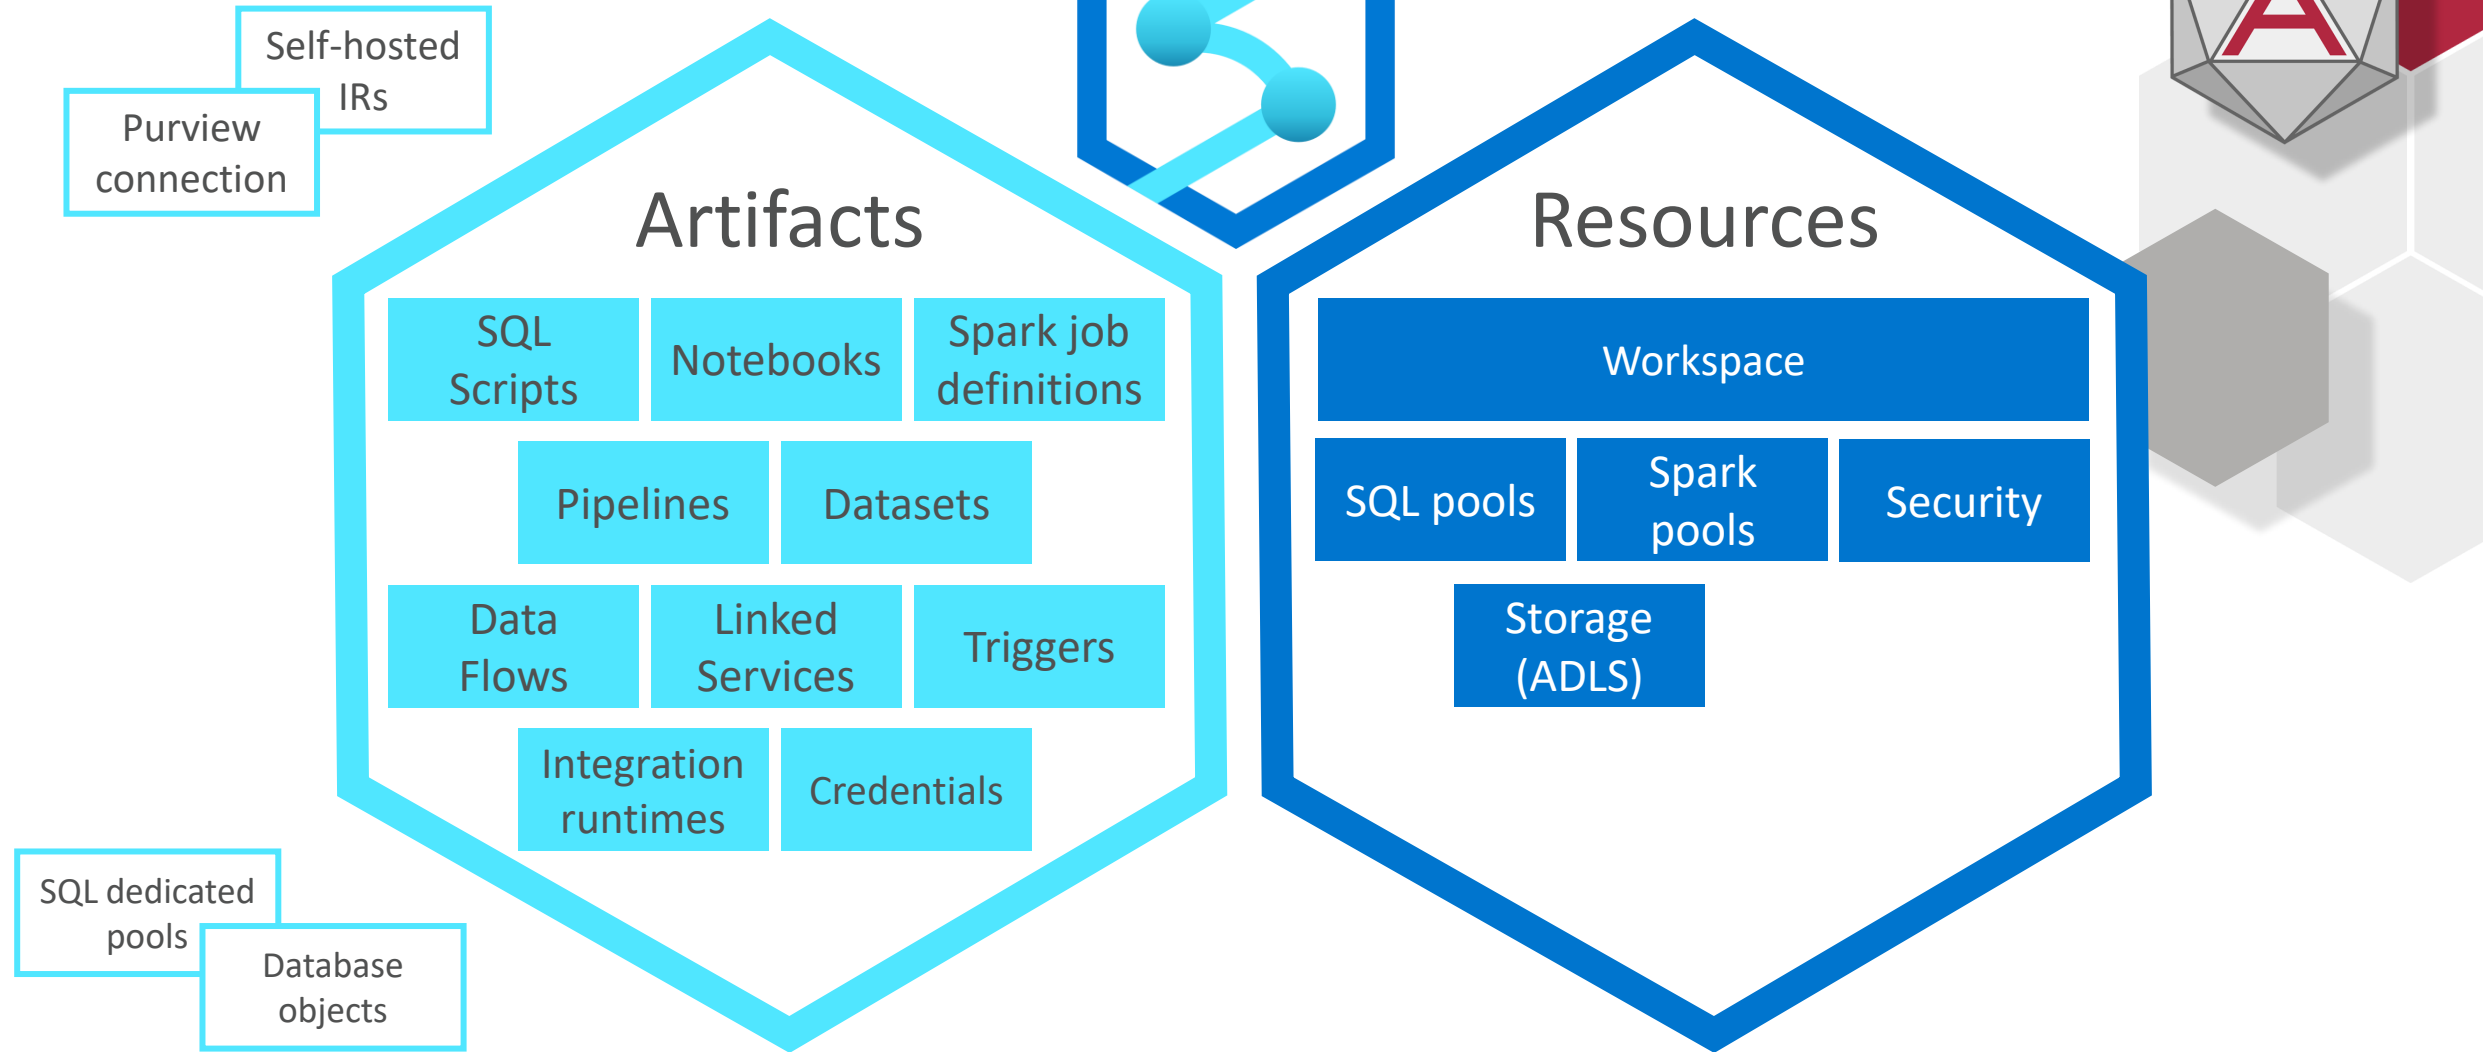 Self-hosted
IRs
Purview
connection
Artifacts
SQL
Scripts
Notebooks
Spark job
definitions
Pipelines
Datasets
Data
Flows
Linked
Services
Triggers
Integration
runtimes
Credentials
SQL dedicated
pools
Database
objects
Resources
Workspace
SQL pools
Spark
pools
Security
Storage
(ADLS)
A